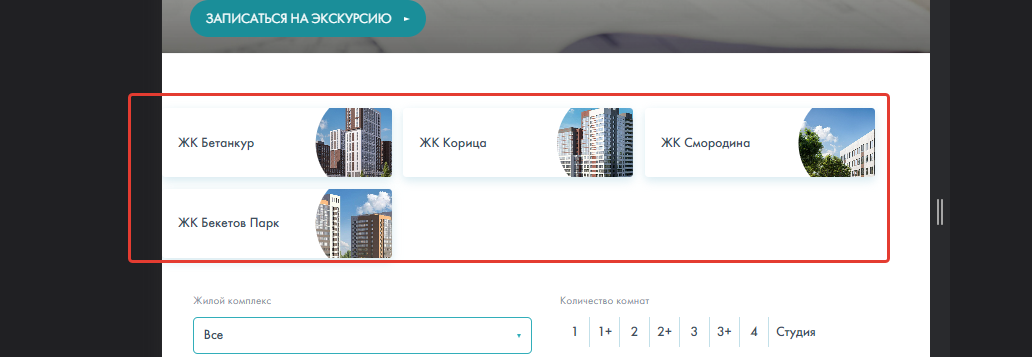 ЗАПИСАТЬСЯ НА ЭКСКУРСИЮ
ЖК Бетанкур
ЖК Корица
ЖК Смородина
ЖК Бекетов Парк
Жилой комплекс
Количество комнат
Все
1 1+ 2 2+ 3 3+ 4 Студия